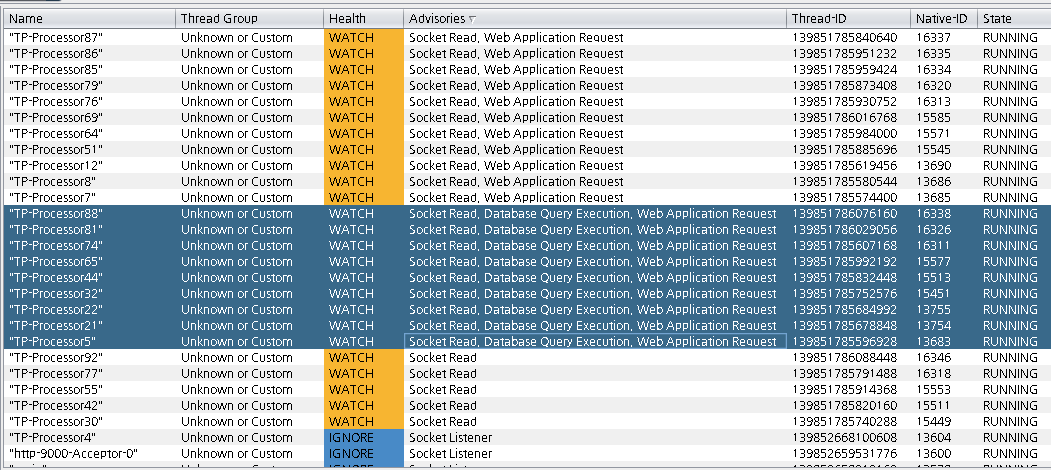 Name Thread Group Health Advisories Thread-ID Native-ID State
"TP-Processor87" Unknown or Custom WATCH Socket Read, Web Application Request 139851785840640 16337 RUNNING
"TP-Processor86" Unknown or Custom WATCH Socket Read, Web Application Request 139851785951232 16335 RUNNING
"TP-Processor85" Unknown or Custom WATCH Socket Read, Web Application Request 139851785959424 16334 RUNNING
"TP-Processor79" Unknown or Custom WATCH Socket Read, Web Application Request 139851785873408 16320 RUNNING
"TP-Processor76" Unknown or Custom WATCH Socket Read, Web Application Request 139851785930752 16313 RUNNING
"TP-Processor69" Unknown or Custom WATCH Socket Read, Web Application Request 139851786016768 15585 RUNNING
"TP-Processor64" Unknown or Custom WATCH Socket Read, Web Application Request 139851785984000 15571 RUNNING
"TP-Processor51" Unknown or Custom WATCH Socket Read, Web Application Request 139851785885696 15545 RUNNING
"TP-Processor12" Unknown or Custom WATCH Socket Read, Web Application Request 139851785619456 13690 RUNNING
"TP-Processor8" Unknown or Custom WATCH Socket Read, Web Application Request 139851785580544 13686 RUNNING
"TP-Processor7" Unknown or Custom WATCH Socket Read, Web Application Request 139851785574400 13685 RUNNING
"TP-Processor88" Unknown or Custom WATCH Socket Read, Database Query Execution, Web Application Request 139851786076160 16338 RUNNING
"TP-Processor81" Unknown or Custom WATCH Socket Read, Database Query Execution, Web Application Request 139851786029056 16326 RUNNING
"TP-Processor74" Unknown or Custom WATCH Socket Read, Database Query Execution, Web Application Request 139851785607168 16311 RUNNING
"TP-Processor65" Unknown or Custom WATCH Socket Read, Database Query Execution, Web Application Request 139851785992192 15577 RUNNING
"TP-Processor44" Unknown or Custom WATCH Socket Read, Database Query Execution, Web Application Request 139851785832448 15513 RUNNING
"TP-Processor32" Unknown or Custom WATCH Socket Read, Database Query Execution, Web Application Request 139851785752576 15451 RUNNING
"TP-Processor22" Unknown or Custom WATCH Socket Read, Database Query Execution, Web Application Request 139851785684992 13755 RUNNING
"TP-Processor21" Unknown or Custom WATCH Socket Read, Database Query Execution, Web Application Request 139851785678848 13754 RUNNING
"TP-Processor5" Unknown or Custom WATCH Socket Read, Database Query Execution, Web Application Request 139851785596928 13683 RUNNING
"TP-Processor92" Unknown or Custom WATCH Socket Read 139851786088448 16346 RUNNING
"TP-Processor77" Unknown or Custom WATCH Socket Read 139851785791488 16318 RUNNING
"TP-Processor55" Unknown or Custom WATCH Socket Read 139851785914368 15553 RUNNING
"TP-Processor42" Unknown or Custom WATCH Socket Read 139851785820160 15511 RUNNING
"TP-Processor30" Unknown or Custom WATCH Socket Read 139851785740288 15449 RUNNING
"TP-Processor4" Unknown or Custom IGNORE Socket Listener 139852668100608 13604 RUNNING
"http-9000-Acceptor-0" Unknown or Custom IGNORE Socket Listener 139852659531776 13600 RUNNING